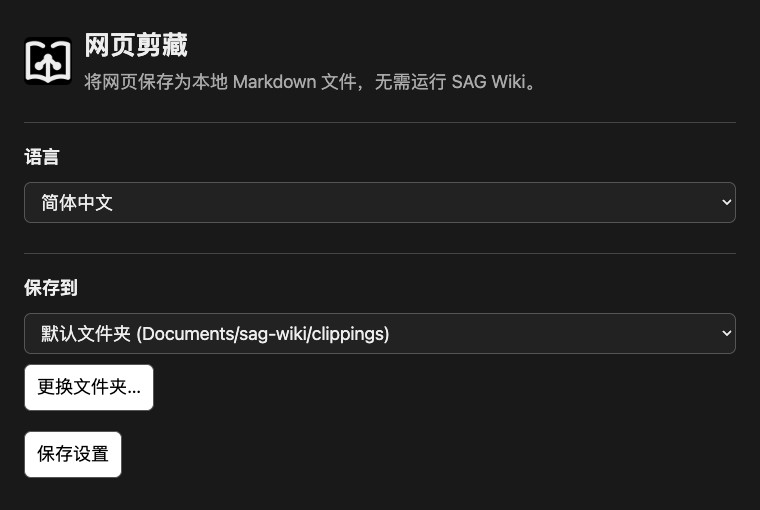 网页剪藏
将网页保存为本地 Markdown 文件，无需运行 SAG Wiki。
语言
简体中文
保存到
默认文件夹 (Documents/sag-wiki/clippings)
更换文件夹...
保存设置